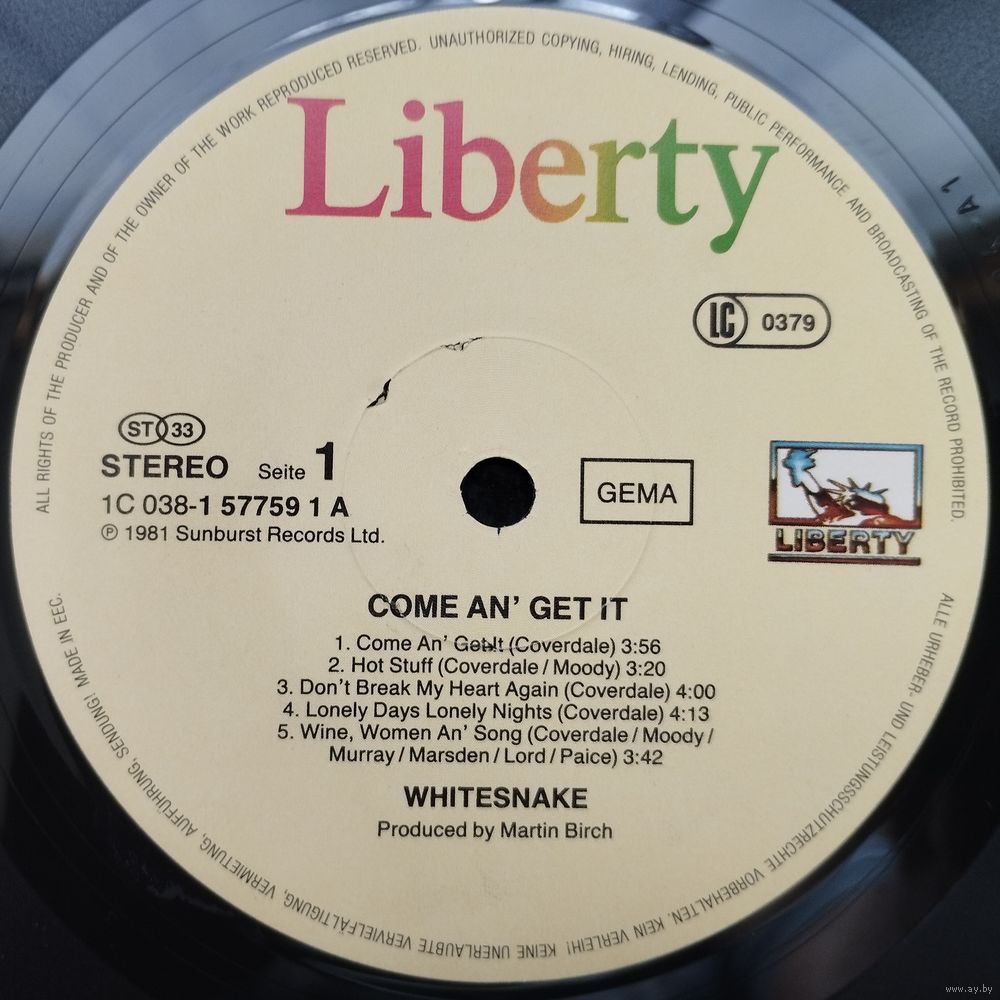 ALL RIGHTS OF THE PRODUCER AND OF THE OWNER OF THE WORK REPRODUCED RESERVED. UNAUTHORIZED COPYING, HIRING, LENDING, PUBLIC PERFORMANCE AND BROADCASTING OF THE RECORD PROHIBITED.
Liberty
A 1
LC 0379
ST 33
STEREO Seite 1
1C 038-1 57759 1 A
℗ 1981 Sunburst Records Ltd.
GEMA
LIBERTY
COME AN' GET IT
1. Come An' Get It (Coverdale) 3:56
2. Hot Stuff (Coverdale / Moody) 3:20
3. Don't Break My Heart Again (Coverdale) 4:00
4. Lonely Days Lonely Nights (Coverdale) 4:13
5. Wine, Women An' Song (Coverdale / Moody /
Murray / Marsden / Lord / Paice) 3:42
WHITESNAKE
Produced by Martin Birch
ALLE URHEBER- UND LEISTUNGSSCHUTZRECHTE VORBEHALTEN. KEIN VERLEIH! KEINE UNERLAUBTE VERVIELFÄLTIGUNG, VERMIETUNG, AUFFÜHRUNG, SENDUNG! MADE IN EEC.
www.ay.by